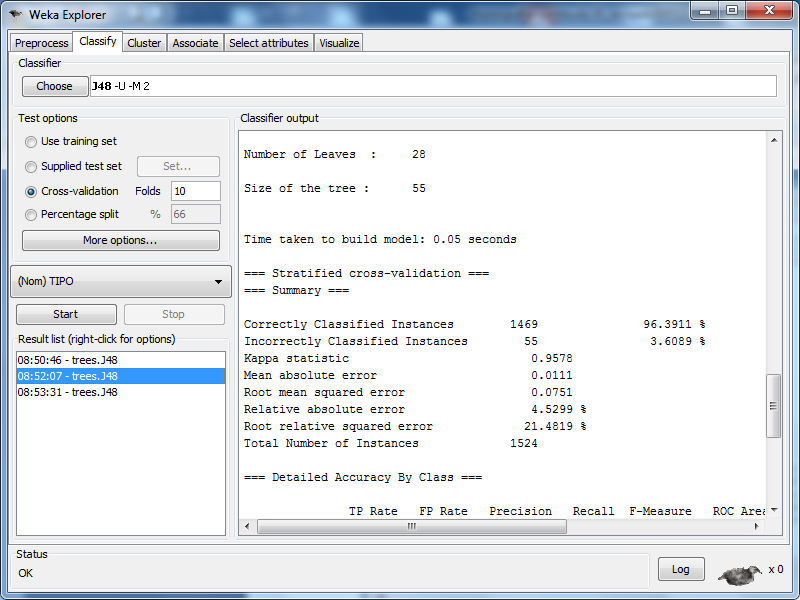 Weka Explorer
Preprocess Classify Cluster Associate Select attributes Visualize
Classifier
Choose J48 -U -M 2
Test options
Use training set
Supplied test set Set...
Cross-validation Folds 10
Percentage split % 66
More options...
(Nom) TIPO
Start Stop
Result list (right-click for options)
08:50:46 - trees.J48
08:52:07 - trees.J48
08:53:31 - trees.J48
Classifier output
Number of Leaves : 28
Size of the tree : 55
Time taken to build model: 0.05 seconds
=== Stratified cross-validation ===
=== Summary ===
Correctly Classified Instances 1469 96.3911 %
Incorrectly Classified Instances 55 3.6089 %
Kappa statistic 0.9578
Mean absolute error 0.0111
Root mean squared error 0.0751
Relative absolute error 4.5299 %
Root relative squared error 21.4819 %
Total Number of Instances 1524
=== Detailed Accuracy By Class ===
TP Rate FP Rate Precision Recall F-Measure ROC Area
Status
OK
Log x 0